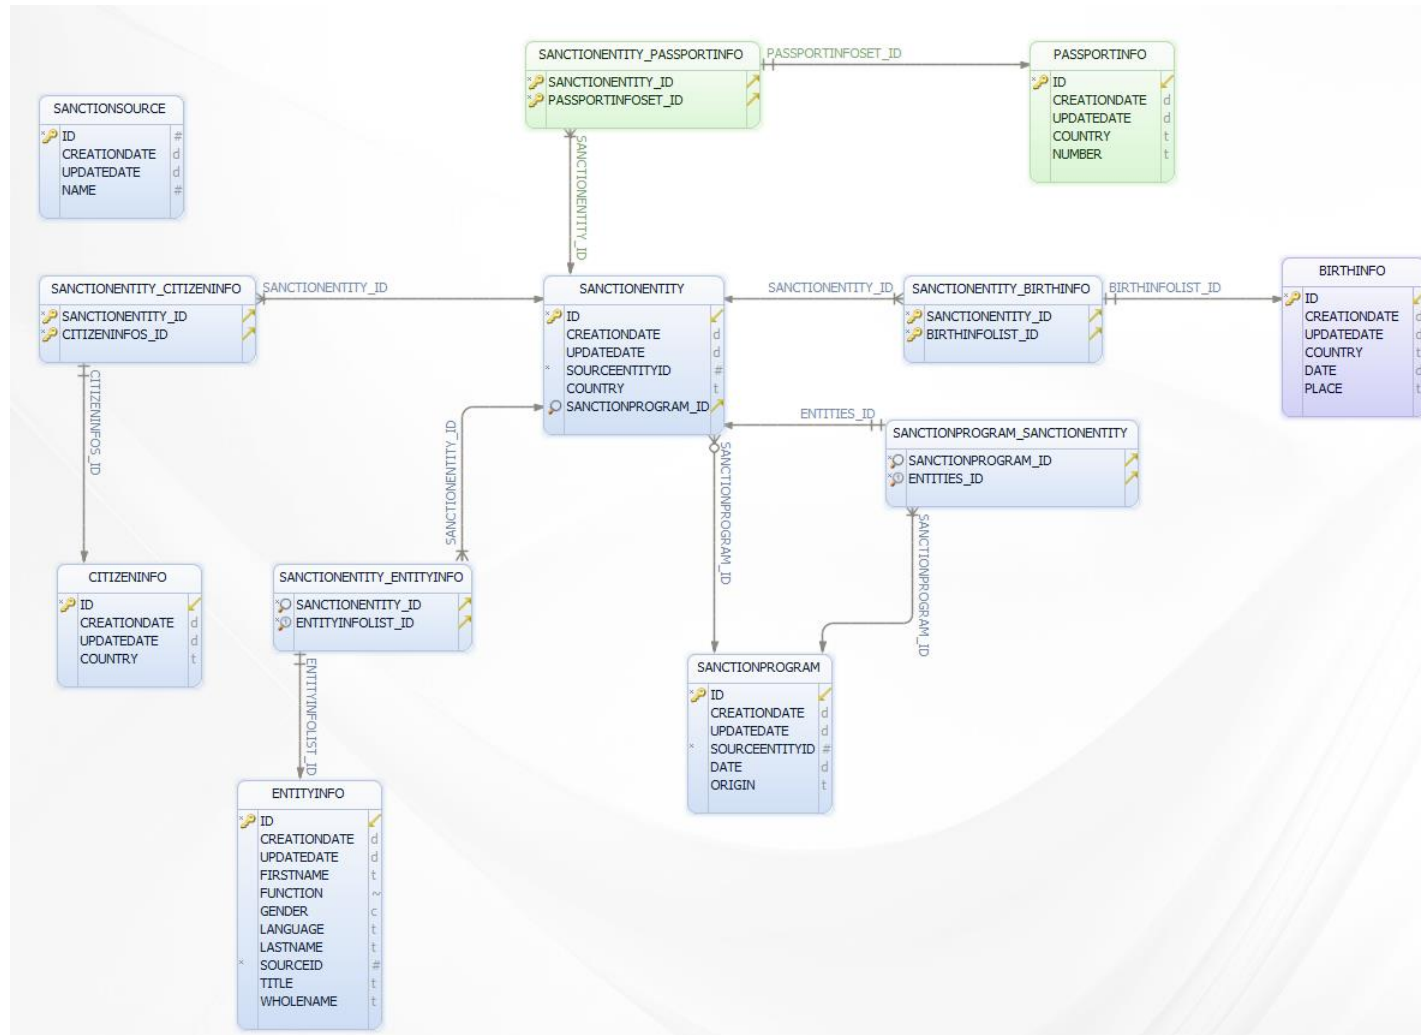 SANCTIONENTITY_PASSPORTINFO
SANCTIONENTITY_ID
PASSPORTINFOSET_ID
PASSPORTINFOSET_ID
PASSPORTINFO
ID
CREATIONDATE d
UPDATEDATE d
COUNTRY t
NUMBER t
SANCTIONSOURCE
ID #
CREATIONDATE d
UPDATEDATE d
NAME #
SANCTIONENTITY_ID
SANCTIONENTITY_CITIZENINFO
SANCTIONENTITY_ID
CITIZENINFOS_ID
SANCTIONENTITY_ID
SANCTIONENTITY
ID
CREATIONDATE d
UPDATEDATE d
SOURCEENTITYID #
COUNTRY t
SANCTIONPROGRAM_ID
SANCTIONENTITY_ID
SANCTIONENTITY_BIRTHINFO
SANCTIONENTITY_ID
BIRTHINFOLIST_ID
BIRTHINFOLIST_ID
BIRTHINFO
ID
CREATIONDATE d
UPDATEDATE d
COUNTRY t
DATE d
PLACE t
CITIZENINFOS_ID
SANCTIONENTITY_ID
SANCTIONPROGRAM_ID
ENTITIES_ID
SANCTIONPROGRAM_SANCTIONENTITY
SANCTIONPROGRAM_ID
ENTITIES_ID
SANCTIONPROGRAM_ID
CITIZENINFO
ID
CREATIONDATE d
UPDATEDATE d
COUNTRY t
SANCTIONENTITY_ENTITYINFO
SANCTIONENTITY_ID
ENTITYINFOLIST_ID
ENTITYINFOLIST_ID
SANCTIONPROGRAM
ID
CREATIONDATE d
UPDATEDATE d
SOURCEENTITYID #
DATE d
ORIGIN t
ENTITYINFO
ID
CREATIONDATE d
UPDATEDATE d
FIRSTNAME t
FUNCTION ~
GENDER c
LANGUAGE t
LASTNAME t
SOURCEID #
TITLE t
WHOLENAME t